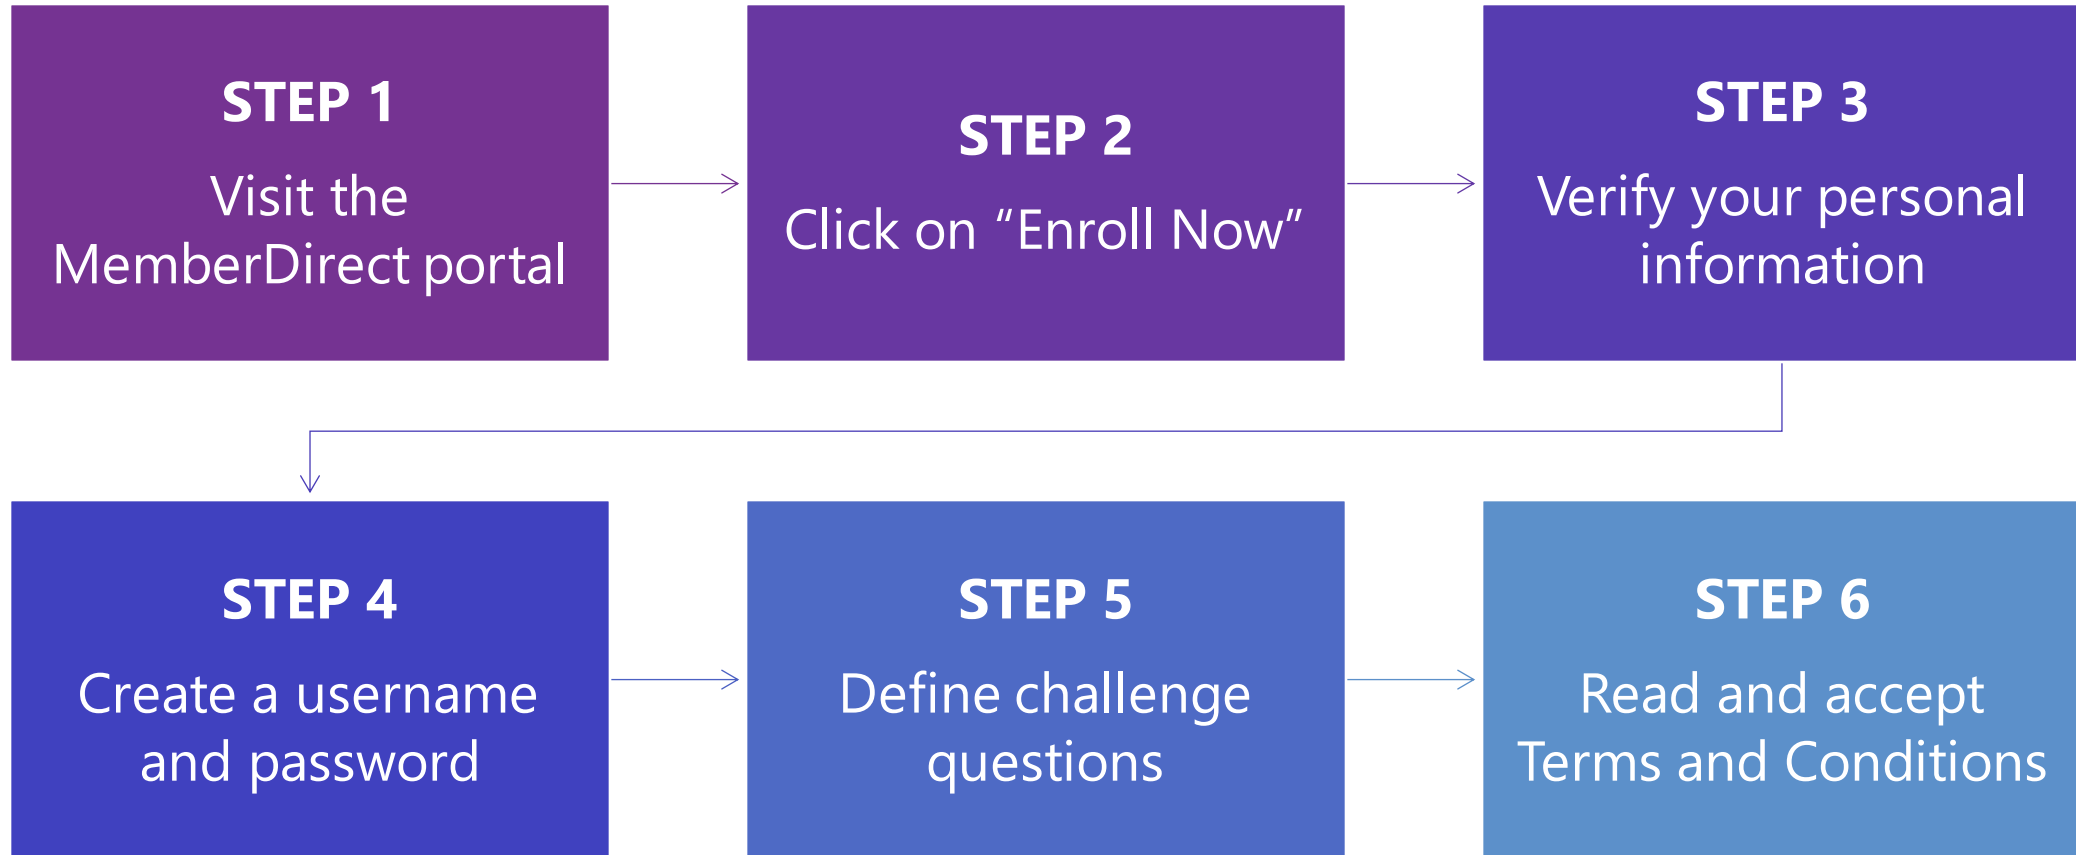 STEP 1
Visit the
MemberDirect portal
STEP 2
Click on “Enroll Now”
STEP 3
Verify your personal
information
STEP 4
Create a username
and password
STEP 5
Define challenge
questions
STEP 6
Read and accept
Terms and Conditions